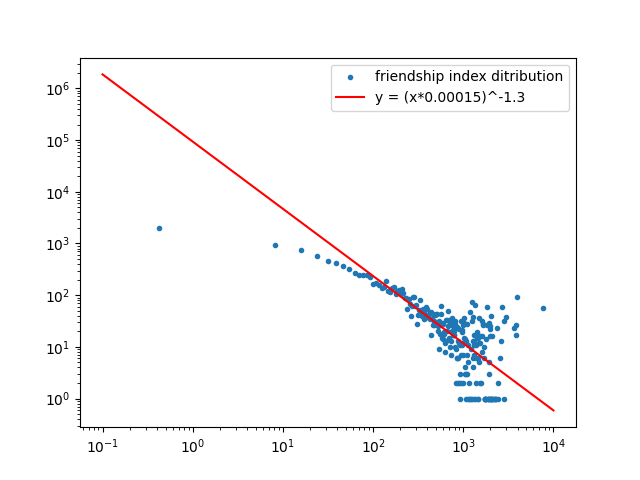 friendship index ditribution
y = (x*0.00015)^-1.3
10⁶
10⁵
10⁴
10³
10²
10¹
10⁰
10⁻¹ 10⁰ 10¹ 10² 10³ 10⁴